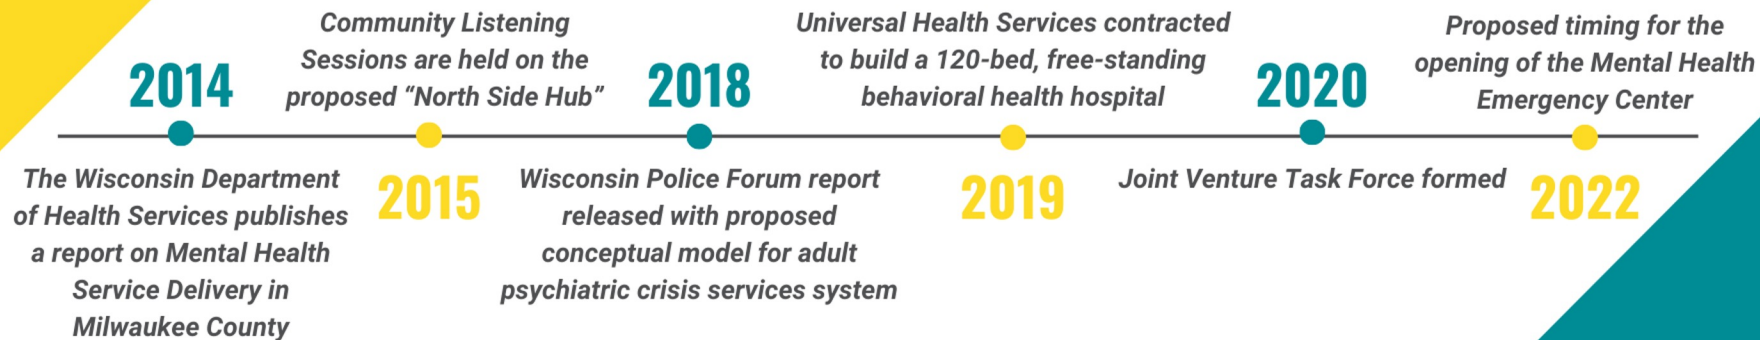 2014
The Wisconsin Department
of Health Services publishes
a report on Mental Health
Service Delivery in
Milwaukee County
Community Listening
Sessions are held on the
proposed “North Side Hub”
2015
2018
Wisconsin Police Forum report
released with proposed
conceptual model for adult
psychiatric crisis services system
Universal Health Services contracted
to build a 120-bed, free-standing
behavioral health hospital
2019
2020
Joint Venture Task Force formed
Proposed timing for the
opening of the Mental Health
Emergency Center
2022